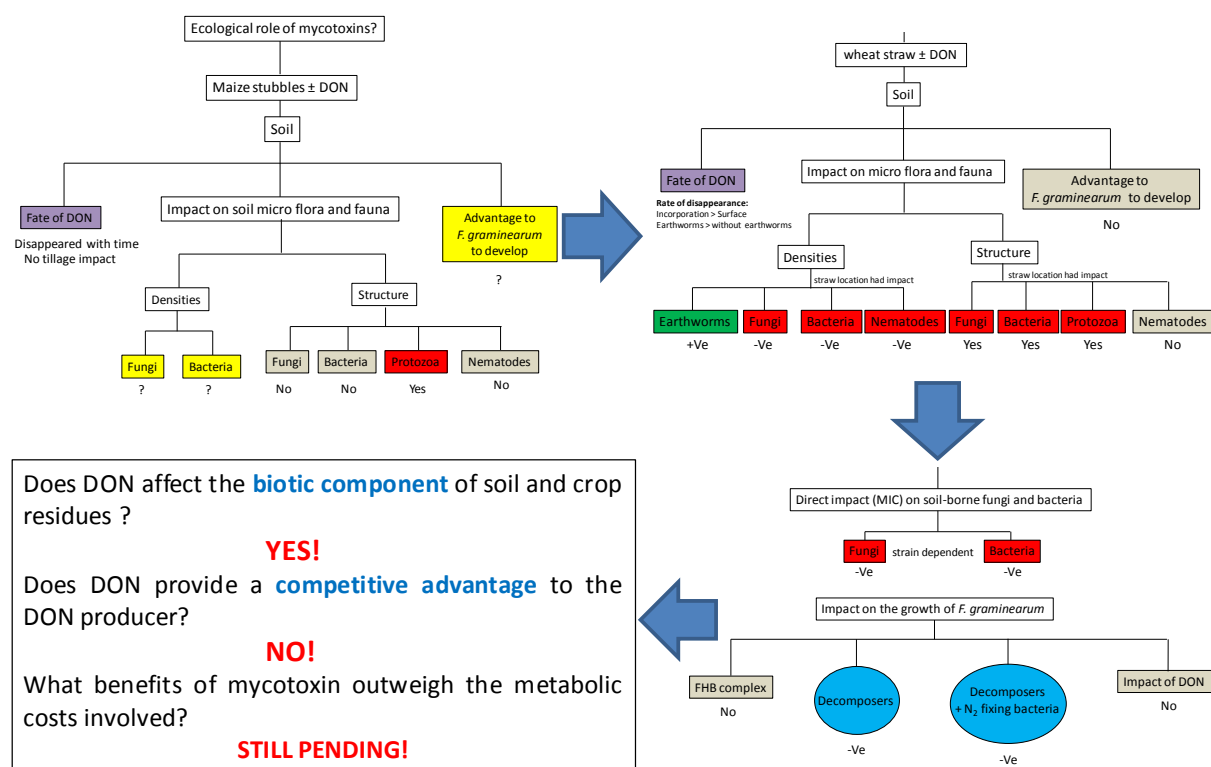 Ecological role of mycotoxins?
Maize stubbles ± DON
Soil
Fate of DON
Disappeared with time
No tillage impact
Impact on soil micro flora and fauna
Advantage to
F. graminearum
to develop
?
Densities
Structure
Fungi
Bacteria
Fungi
Bacteria
Protozoa
Nematodes
?
?
No
No
Yes
No
wheat straw ± DON
Soil
Fate of DON
Rate of disappearance:
Incorporation > Surface
Earthworms > without earthworms
Impact on micro flora and fauna
Advantage to
F. graminearum to develop
No
Densities
Structure
straw location had impact
straw location had impact
Earthworms
Fungi
Bacteria
Nematodes
Fungi
Bacteria
Protozoa
Nematodes
+Ve
-Ve
-Ve
-Ve
Yes
Yes
Yes
No
Direct impact (MIC) on soil-borne fungi and bacteria
Fungi
strain dependent
Bacteria
-Ve
-Ve
Impact on the growth of F. graminearum
FHB complex
Decomposers
Decomposers
+ N2 fixing bacteria
Impact of DON
No
-Ve
-Ve
No
Does DON affect the biotic component of soil and crop
residues ?
YES!
Does DON provide a competitive advantage to the
DON producer?
NO!
What benefits of mycotoxin outweigh the metabolic
costs involved?
STILL PENDING!